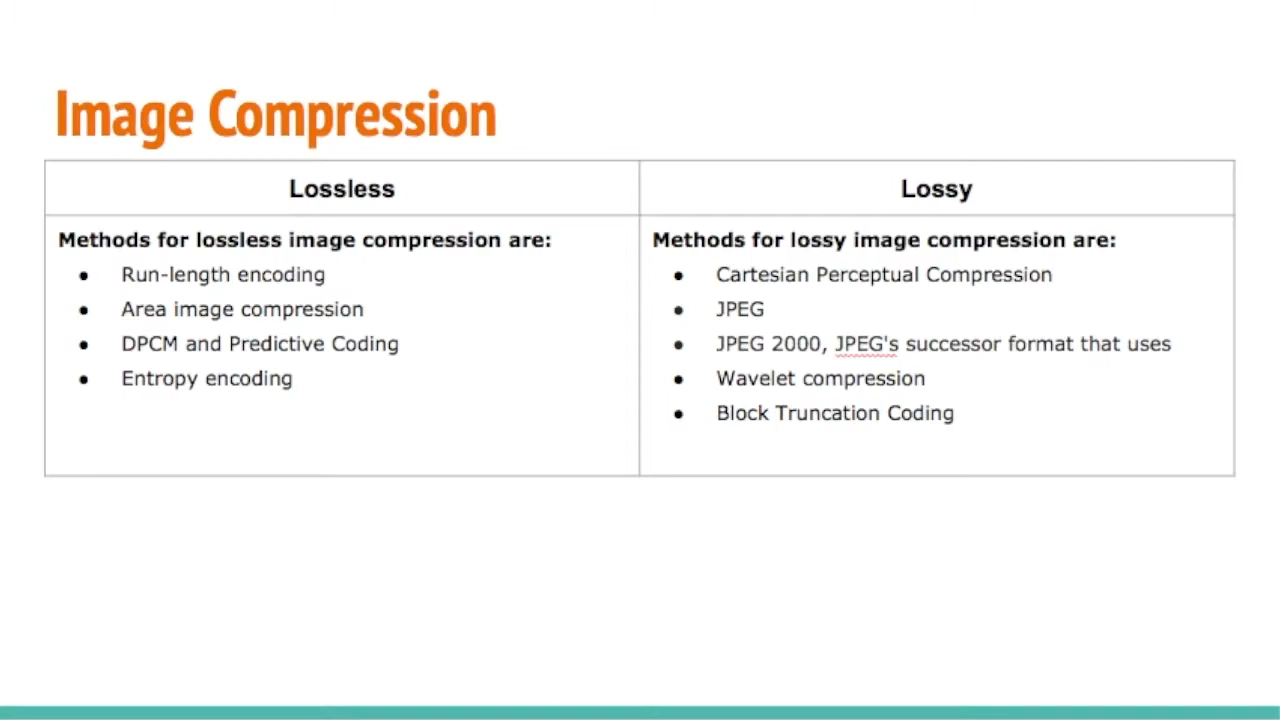 Image Compression
Lossless
Lossy
Methods for lossless image compression are:
● Run-length encoding
● Area image compression
● DPCM and Predictive Coding
● Entropy encoding
Methods for lossy image compression are:
● Cartesian Perceptual Compression
● JPEG
● JPEG 2000, JPEG's successor format that uses
● Wavelet compression
● Block Truncation Coding